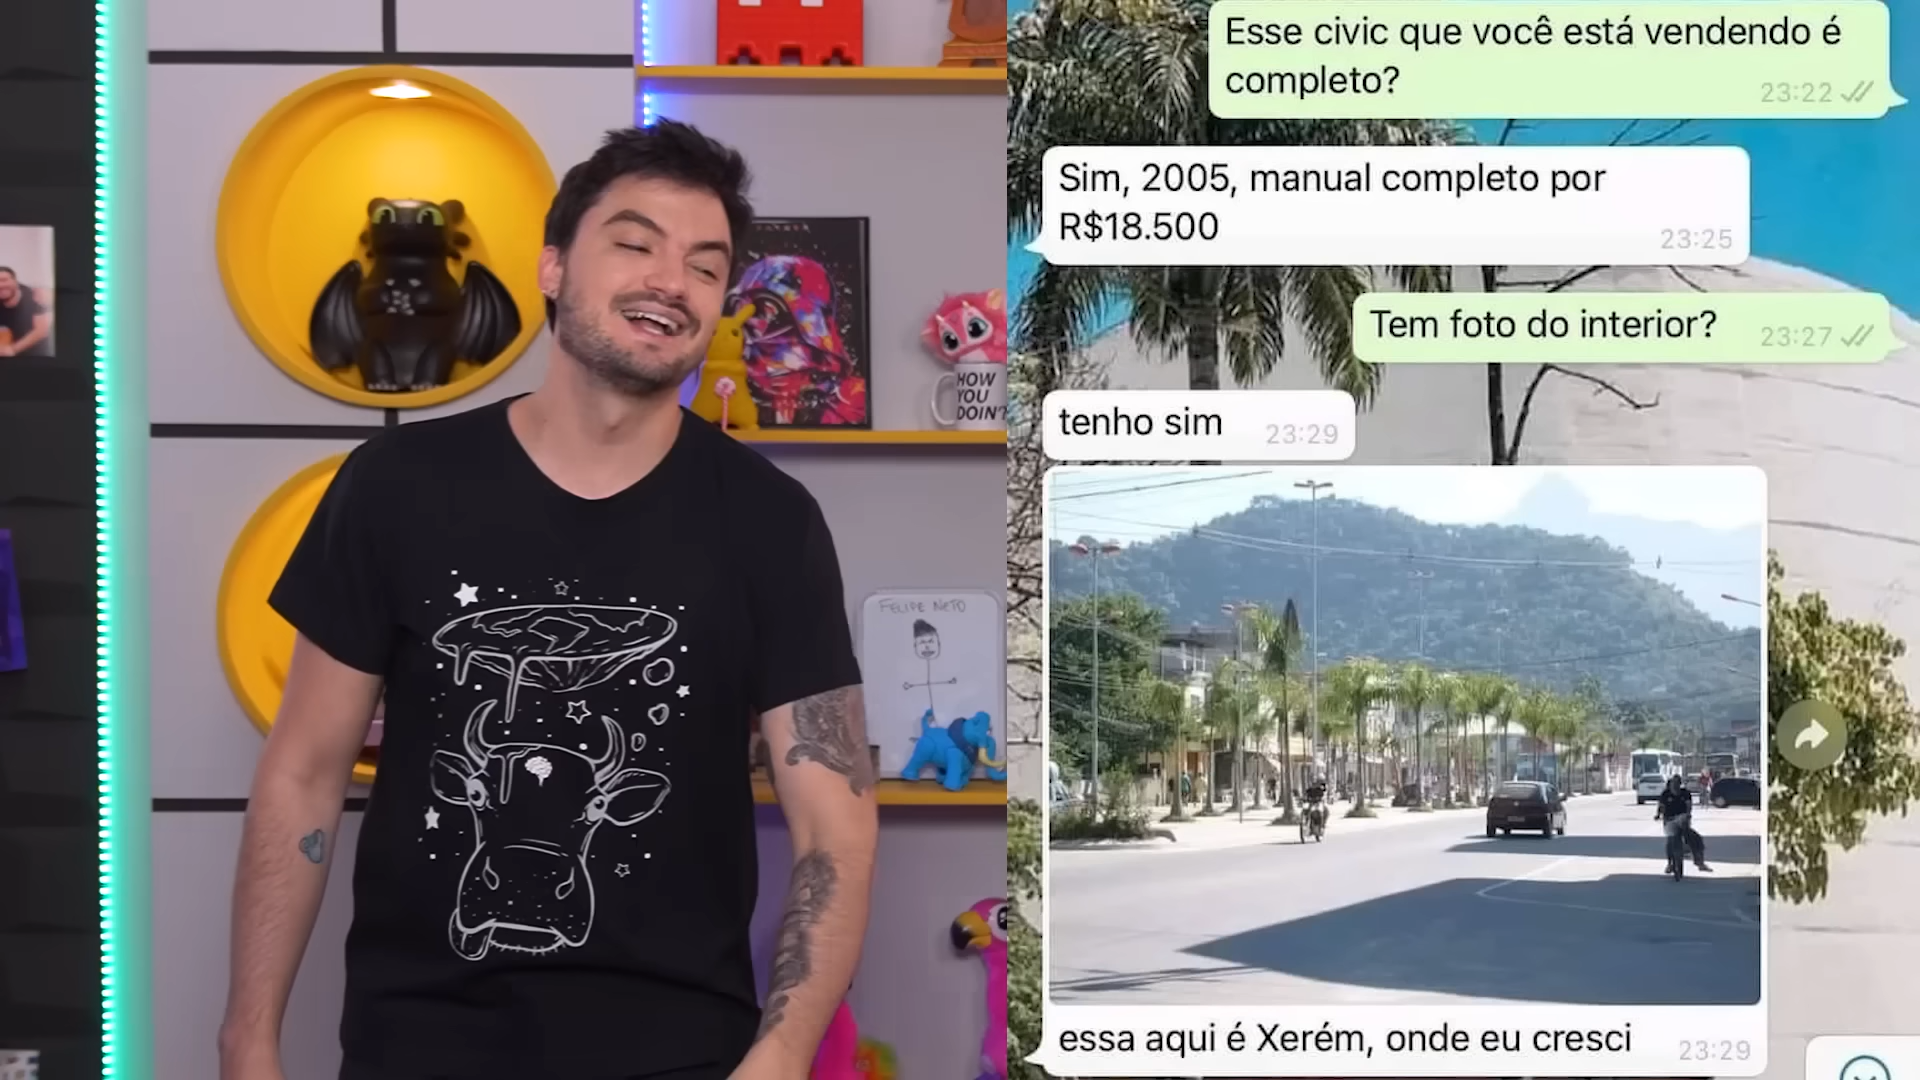 HOW
YOU
DOIN'?
FELIPE NETO
Esse civic que você está vendendo é
completo?
23:22
Sim, 2005, manual completo por
R$18.500
23:25
Tem foto do interior?
23:27
tenho sim
23:29
essa aqui é Xerém, onde eu cresci
23:29